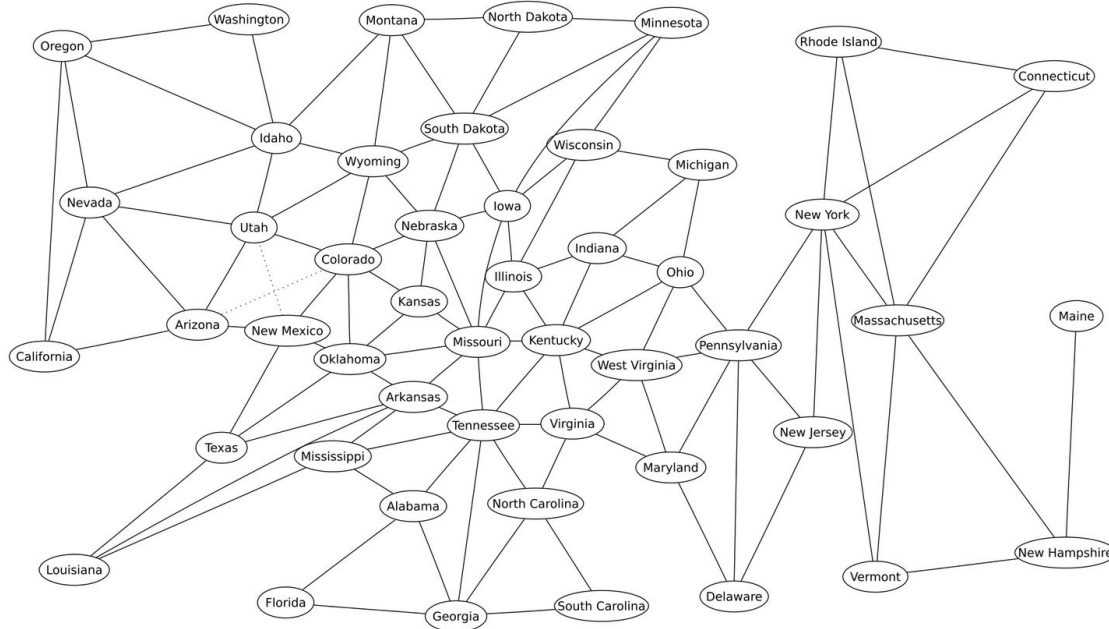 Washington
Montana
North Dakota
Minnesota
Oregon
Rhode Island
Connecticut
South Dakota
Idaho
Wisconsin
Wyoming
Michigan
Nevada
Iowa
New York
Utah
Nebraska
Indiana
Colorado
Illinois
Ohio
Kansas
Arizona
New Mexico
Massachusetts
Maine
California
Oklahoma
Missouri
Kentucky
Pennsylvania
West Virginia
Arkansas
Tennessee
Virginia
New Jersey
Texas
Mississippi
Maryland
Alabama
North Carolina
Louisiana
New Hampshire
Vermont
Florida
Georgia
South Carolina
Delaware